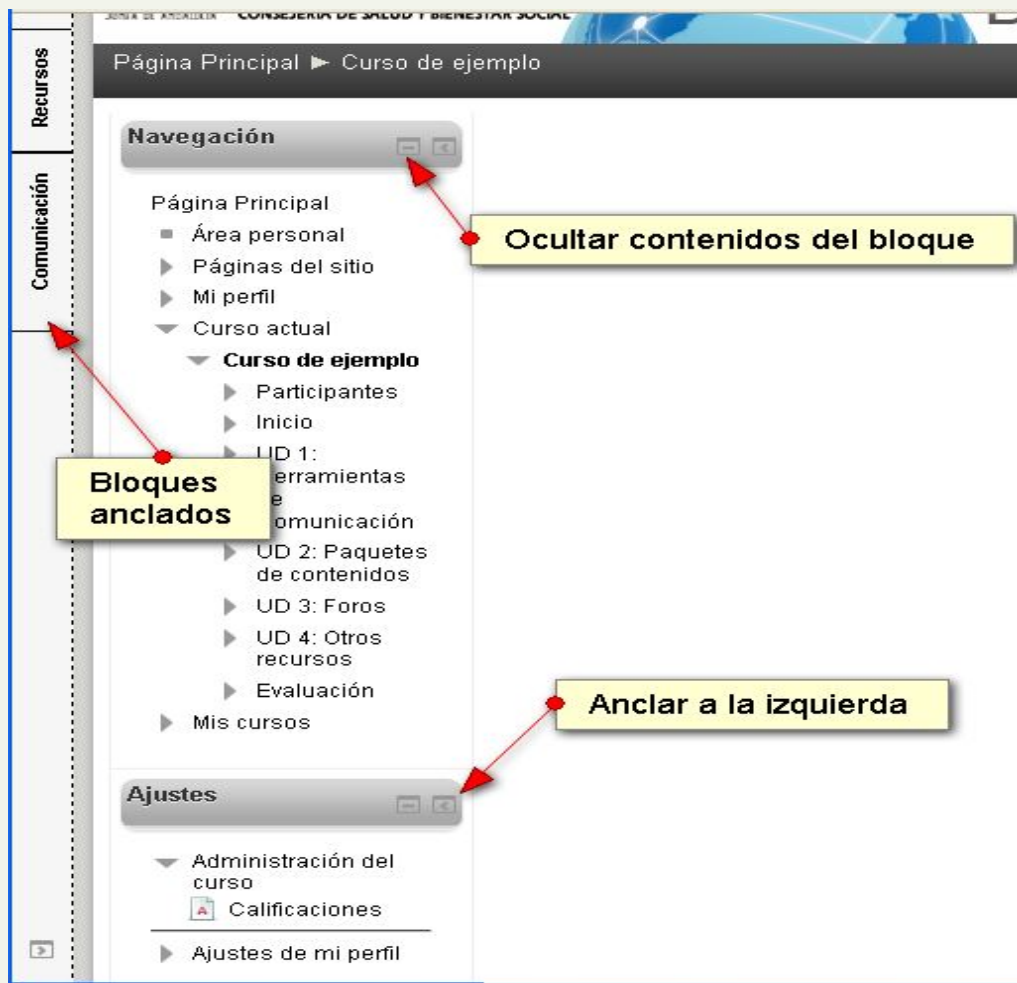 CONSEJERÍA DE SALUD Y BIENESTAR SOCIAL
Página Principal ► Curso de ejemplo
Recursos
Comunicación
Navegación
Página Principal
Área personal
Páginas del sitio
Mi perfil
Curso actual
Curso de ejemplo
Participantes
Inicio
UD 1:
erramientas
e
omunicación
UD 2: Paquetes
de contenidos
UD 3: Foros
UD 4: Otros
recursos
Evaluación
Mis cursos
Ocultar contenidos del bloque
Bloques
anclados
Anclar a la izquierda
Ajustes
Administración del
curso
A
Calificaciones
Ajustes de mi perfil